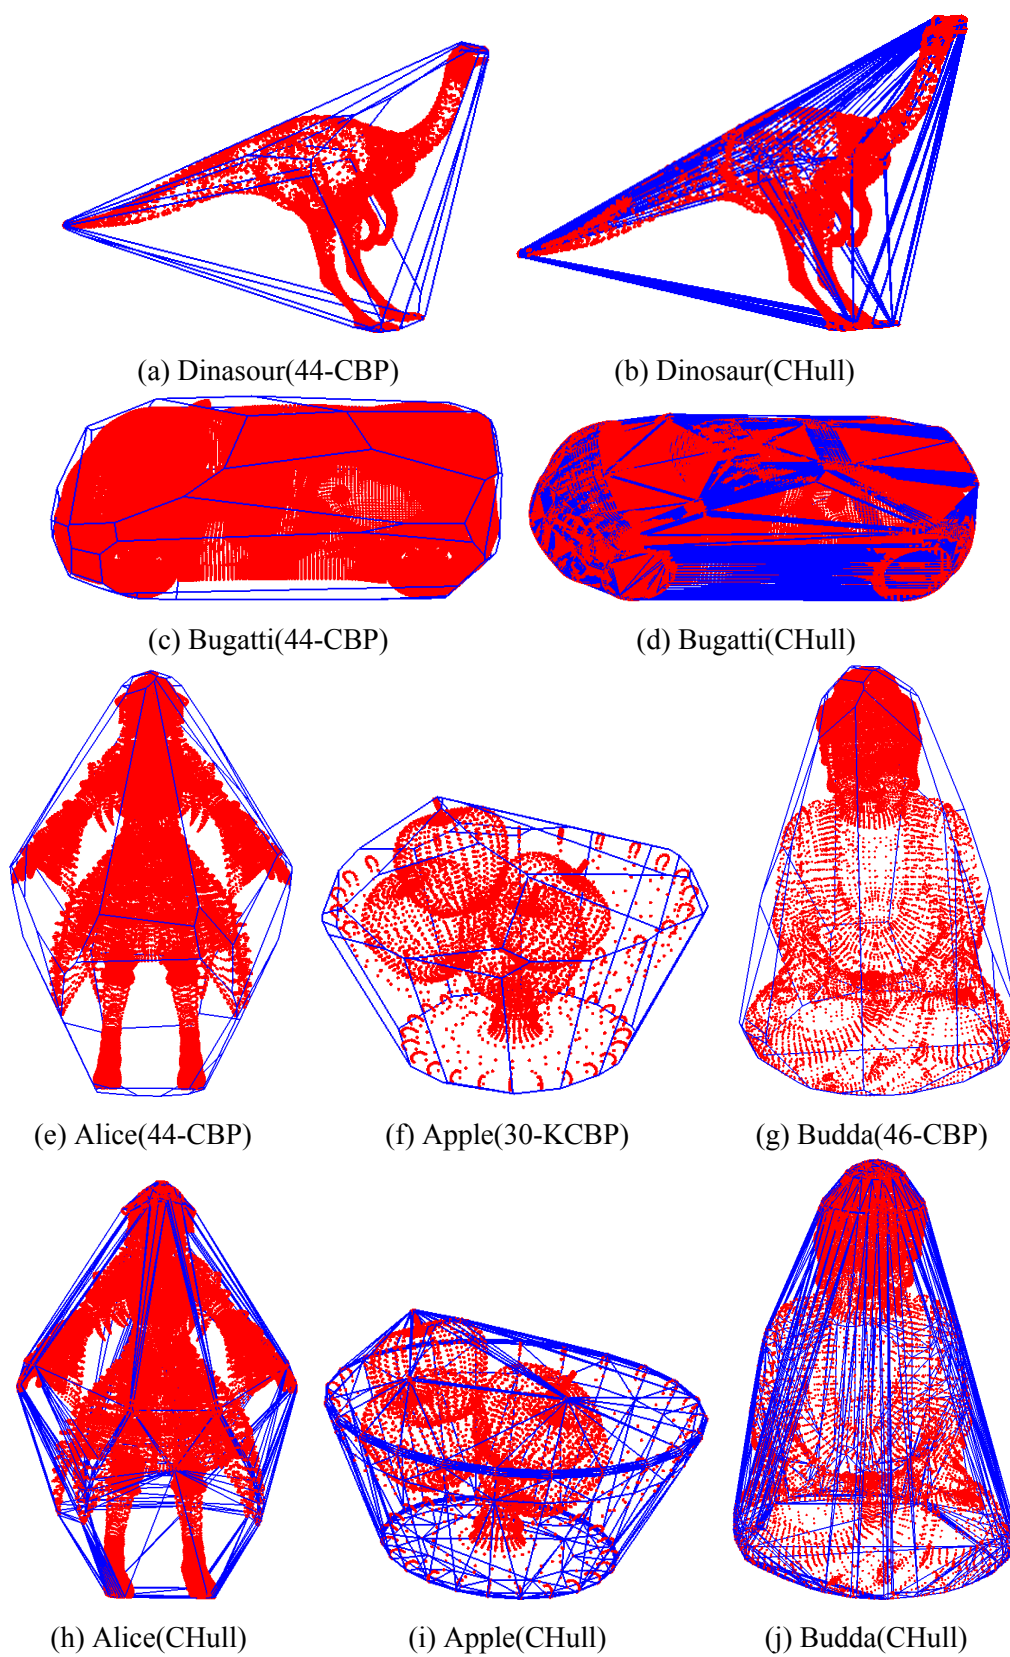 (a) Dinasour(44-CBP)
(b) Dinosaur(CHull)
(c) Bugatti(44-CBP)
(d) Bugatti(CHull)
(e) Alice(44-CBP)
(f) Apple(30-KCBP)
(g) Budda(46-CBP)
(h) Alice(CHull)
(i) Apple(CHull)
(j) Budda(CHull)